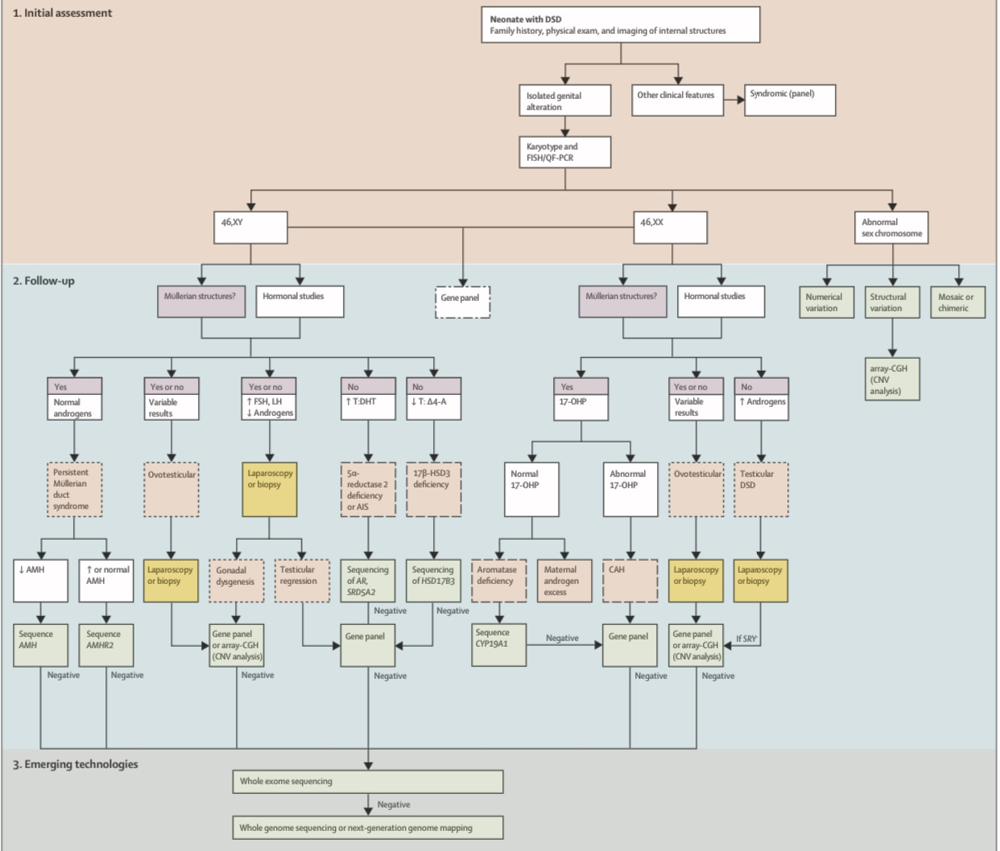 1. Initial assessment
Neonate with DSD
Family history, physical exam, and imaging of internal structures
Isolated genital
alteration
Other clinical features
Syndromic (panel)
Karyotype and
FISH/QF-PCR
46,XY
46,XX
Abnormal
sex chromosome
2. Follow-up
Müllerian structures?
Hormonal studies
Gene panel
Müllerian structures?
Hormonal studies
Numerical
variation
Structural
variation
Mosaic or
chimeric
array-CGH
(CNV
analysis)
Yes
Normal
androgens
Yes or no
Variable
results
Yes or no
↑ FSH, LH
↓ Androgens
No
↑ T:DHT
No
↓ T: Δ4-A
Yes
17-OHP
Yes or no
Variable
results
No
↑ Androgens
Persistent
Müllerian
duct
syndrome
Ovotesticular
Laparoscopy
or biopsy
5α-
reductase 2
deficiency
or AIS
17β-HSD3
deficiency
Normal
17-OHP
Abnormal
17-OHP
Ovotesticular
Testicular
DSD
↓ AMH
↑ or normal
AMH
Laparoscopy
or biopsy
Gonadal
dysgenesis
Testicular
regression
Sequencing
of AR,
SRD5A2
Sequencing
of HSD17B3
Aromatase
deficiency
Maternal
androgen
excess
CAH
Laparoscopy
or biopsy
Laparoscopy
or biopsy
Negative
Negative
Sequence
AMH
Sequence
AMHR2
Gene panel
or array-CGH
(CNV analysis)
Gene panel
Sequence
CYP19A1
Negative
Gene panel
Gene panel
or array-CGH
(CNV analysis)
If SRY-
Negative
Negative
Negative
Negative
Negative
Negative
3. Emerging technologies
Whole exome sequencing
Negative
Whole genome sequencing or next-generation genome mapping